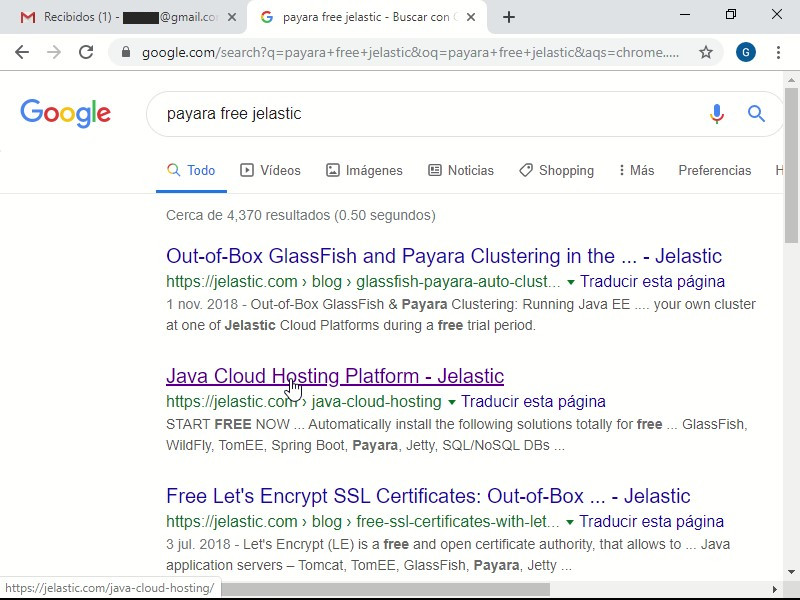 Recibidos (1) - @gmail.co
payara free jelastic - Buscar con G
google.com/search?q=payara+free+jelastic&oq=payara+free+jelastic&aqs=chrome.....
G
Google
payara free jelastic
Todo Vídeos Imágenes Noticias Shopping Más Preferencias H
Cerca de 4,370 resultados (0.50 segundos)
Out-of-Box GlassFish and Payara Clustering in the ... - Jelastic
https://jelastic.com › blog › glassfish-payara-auto-clust... Traducir esta página
1 nov. 2018 - Out-of-Box GlassFish & Payara Clustering: Running Java EE .... your own cluster
at one of Jelastic Cloud Platforms during a free trial period.
Java Cloud Hosting Platform - Jelastic
https://jelastic.com › java-cloud-hosting Traducir esta página
START FREE NOW ... Automatically install the following solutions totally for free ... GlassFish,
WildFly, TomEE, Spring Boot, Payara, Jetty, SQL/NoSQL DBs ...
Free Let's Encrypt SSL Certificates: Out-of-Box ... - Jelastic
https://jelastic.com › blog › free-ssl-certificates-with-let... Traducir esta página
3 jul. 2018 - Let's Encrypt (LE) is a free and open certificate authority, that allows to ... Java
application servers – Tomcat, TomEE, GlassFish, Payara, Jetty ...
https://jelastic.com/java-cloud-hosting/